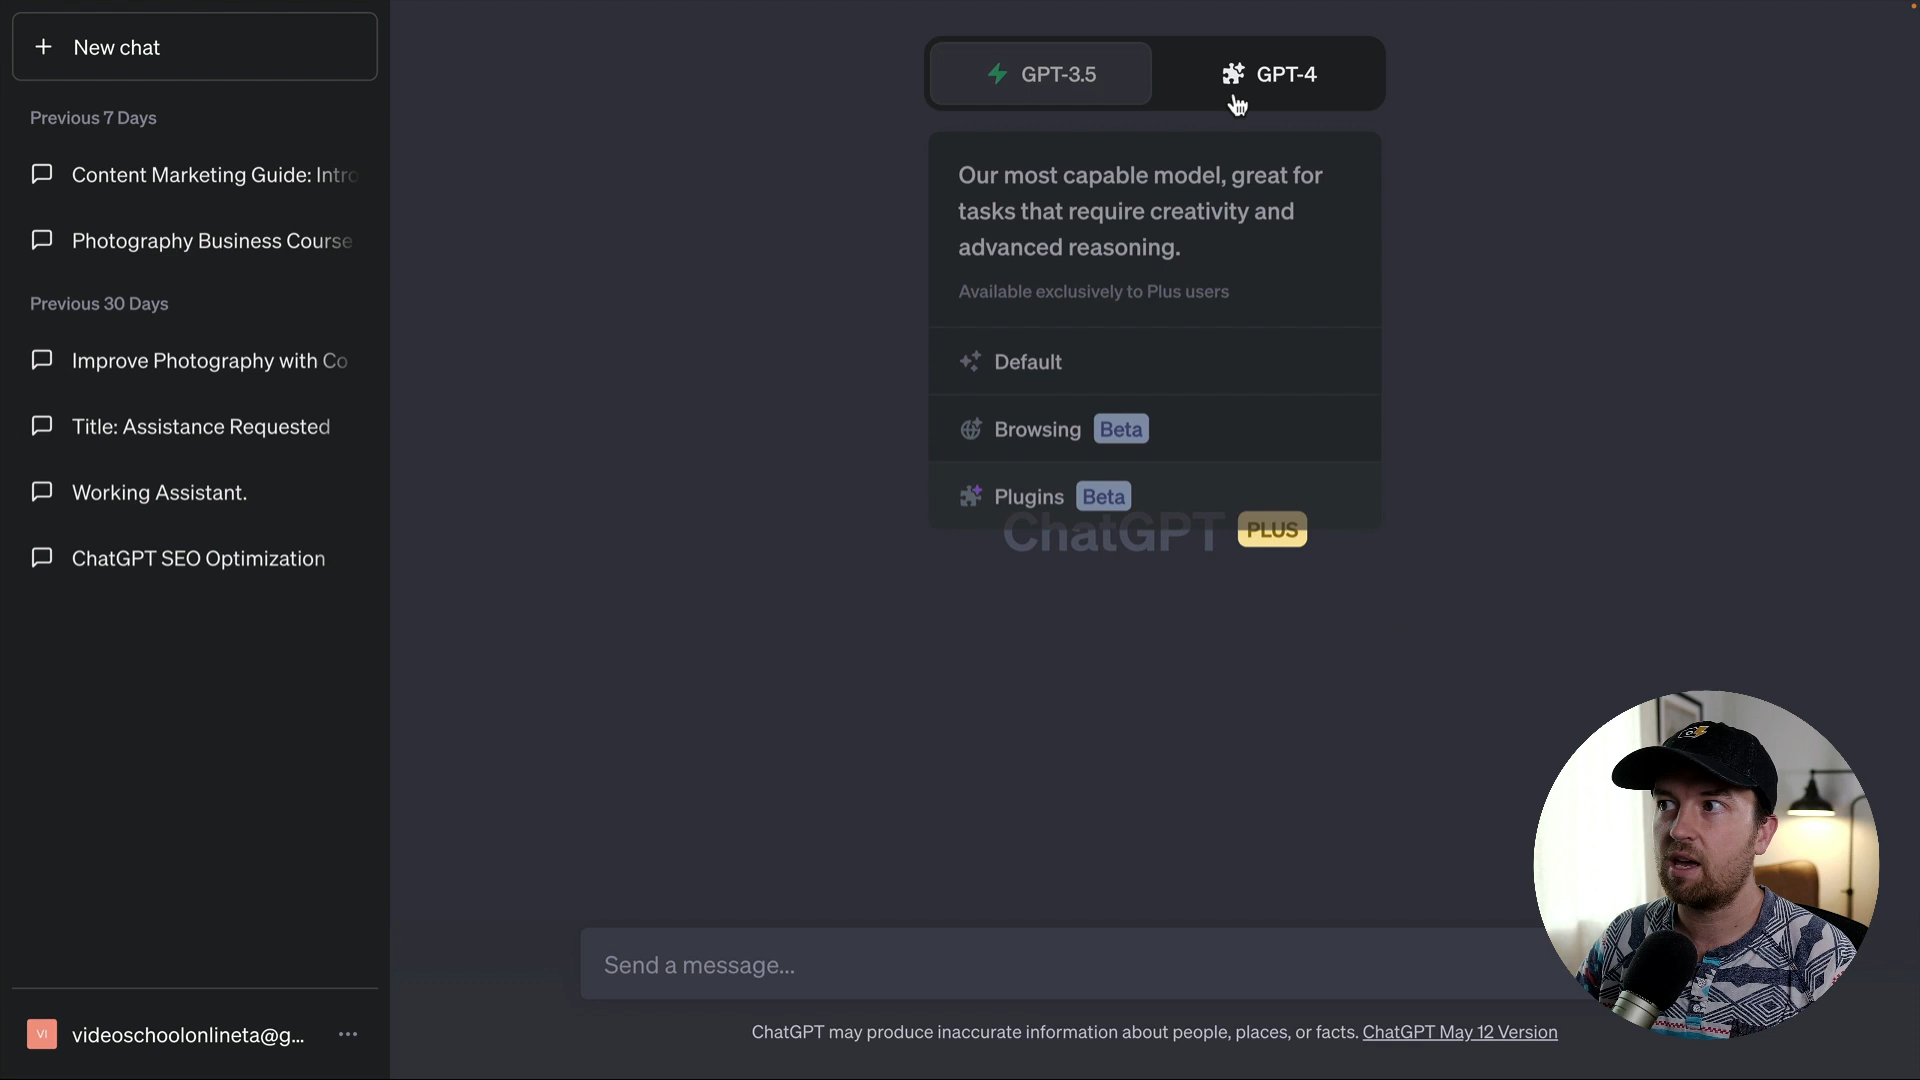 New chat
Previous 7 Days
Content Marketing Guide: Intro
Photography Business Course
Previous 30 Days
Improve Photography with Co
Title: Assistance Requested
Working Assistant.
ChatGPT SEO Optimization
VI videoschoolonlineta@g...
GPT-3.5
GPT-4
Our most capable model, great for
tasks that require creativity and
advanced reasoning.
Available exclusively to Plus users
Default
Browsing Beta
Plugins Beta
ChatGPT PLUS
Send a message...
ChatGPT may produce inaccurate information about people, places, or facts. ChatGPT May 12 Version